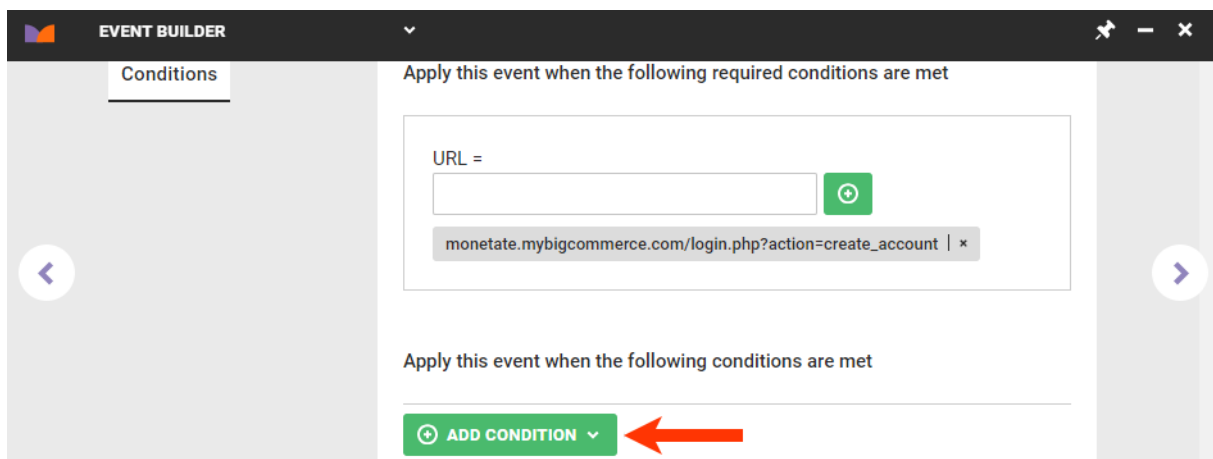 EVENT BUILDER
Conditions
Apply this event when the following required conditions are met
URL =
monetate.mybigcommerce.com/login.php?action=create_account | ×
Apply this event when the following conditions are met
ADD CONDITION